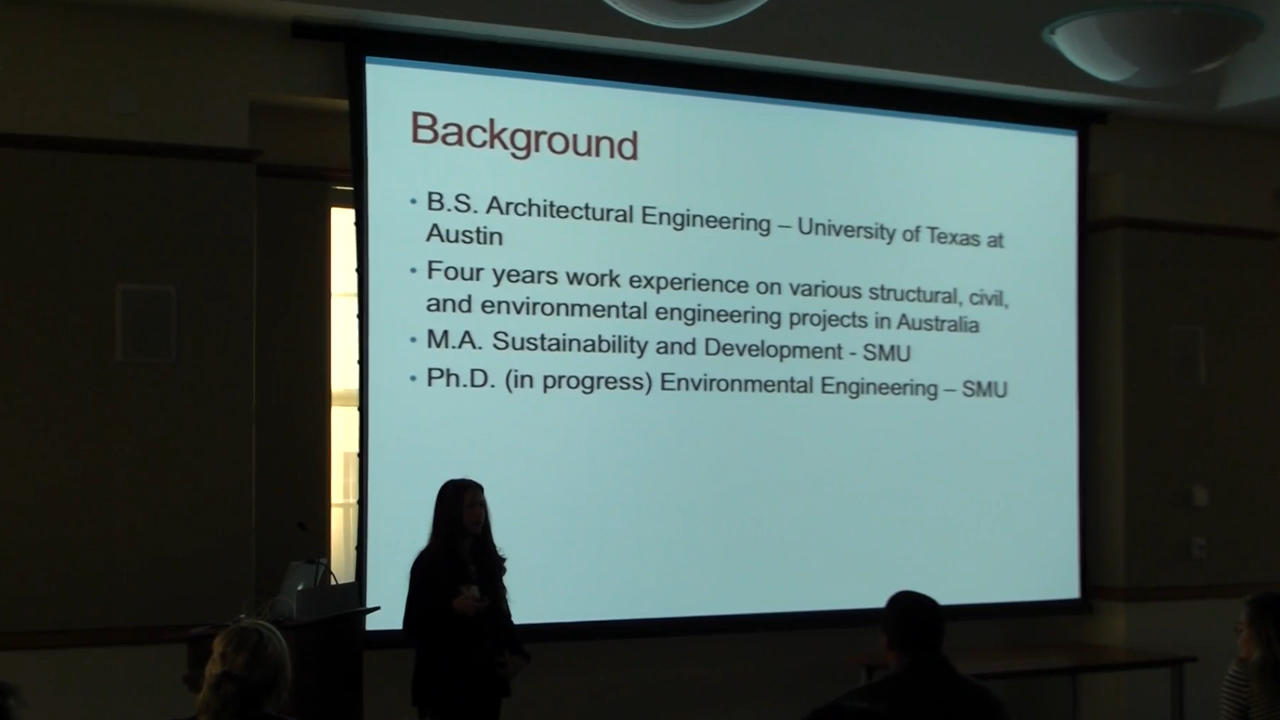 Background
• B.S. Architectural Engineering – University of Texas at
Austin
• Four years work experience on various structural, civil,
and environmental engineering projects in Australia
• M.A. Sustainability and Development - SMU
• Ph.D. (in progress) Environmental Engineering – SMU